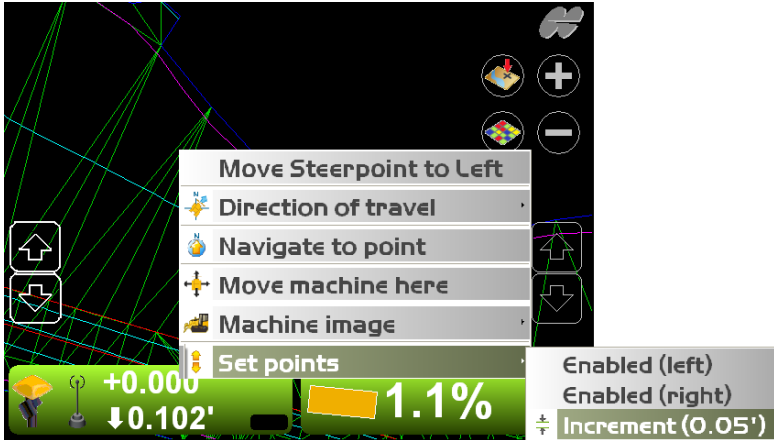 Move Steerpoint to Left
Direction of travel
Navigate to point
Move machine here
Machine image
Set points
Enabled (left)
Enabled (right)
Increment (0.05')
+0.000
0.102'
1.1%